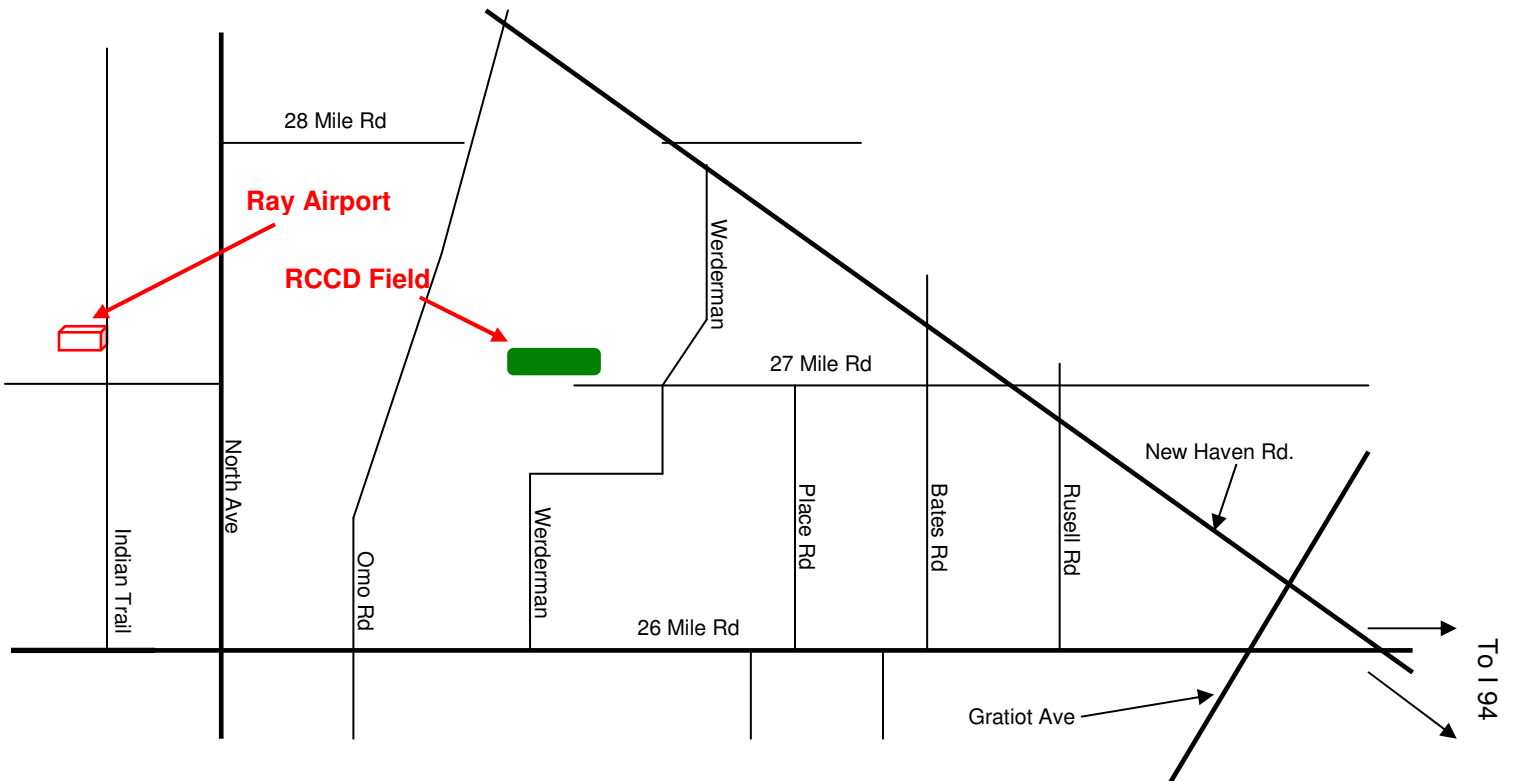 28 Mile Rd
Ray Airport
Werderman
RCCD Field
27 Mile Rd
North Ave
New Haven Rd.
Place Rd
Bates Rd
Rusell Rd
Werderman
Indian Trail
Omo Rd
26 Mile Rd
To I 94
Gratiot Ave